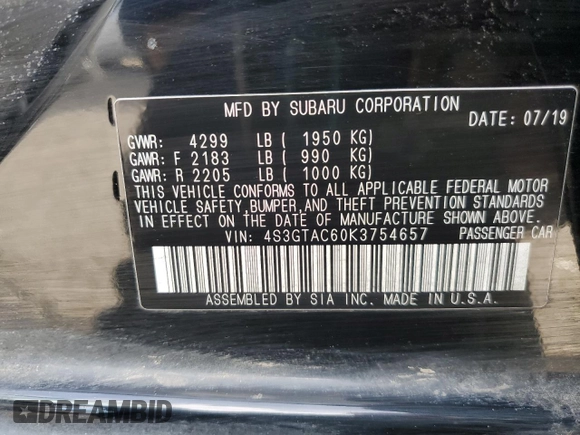 MFD BY SUBARU CORPORATION
DATE: 07/19
GVWR: 4299 LB ( 1950 KG)
GAWR: F 2183 LB ( 990 KG)
GAWR: R 2205 LB ( 1000 KG)
THIS VEHICLE CONFORMS TO ALL APPLICABLE FEDERAL MOTOR
VEHICLE SAFETY,BUMPER,AND THEFT PREVENTION STANDARDS
IN EFFECT ON THE DATE OF MANUFACTURE SHOWN ABOVE.
VIN: 4S3GTAC60K3754657 PASSENGER CAR
ASSEMBLED BY SIA INC. MADE IN U.S.A.
DREAMBID